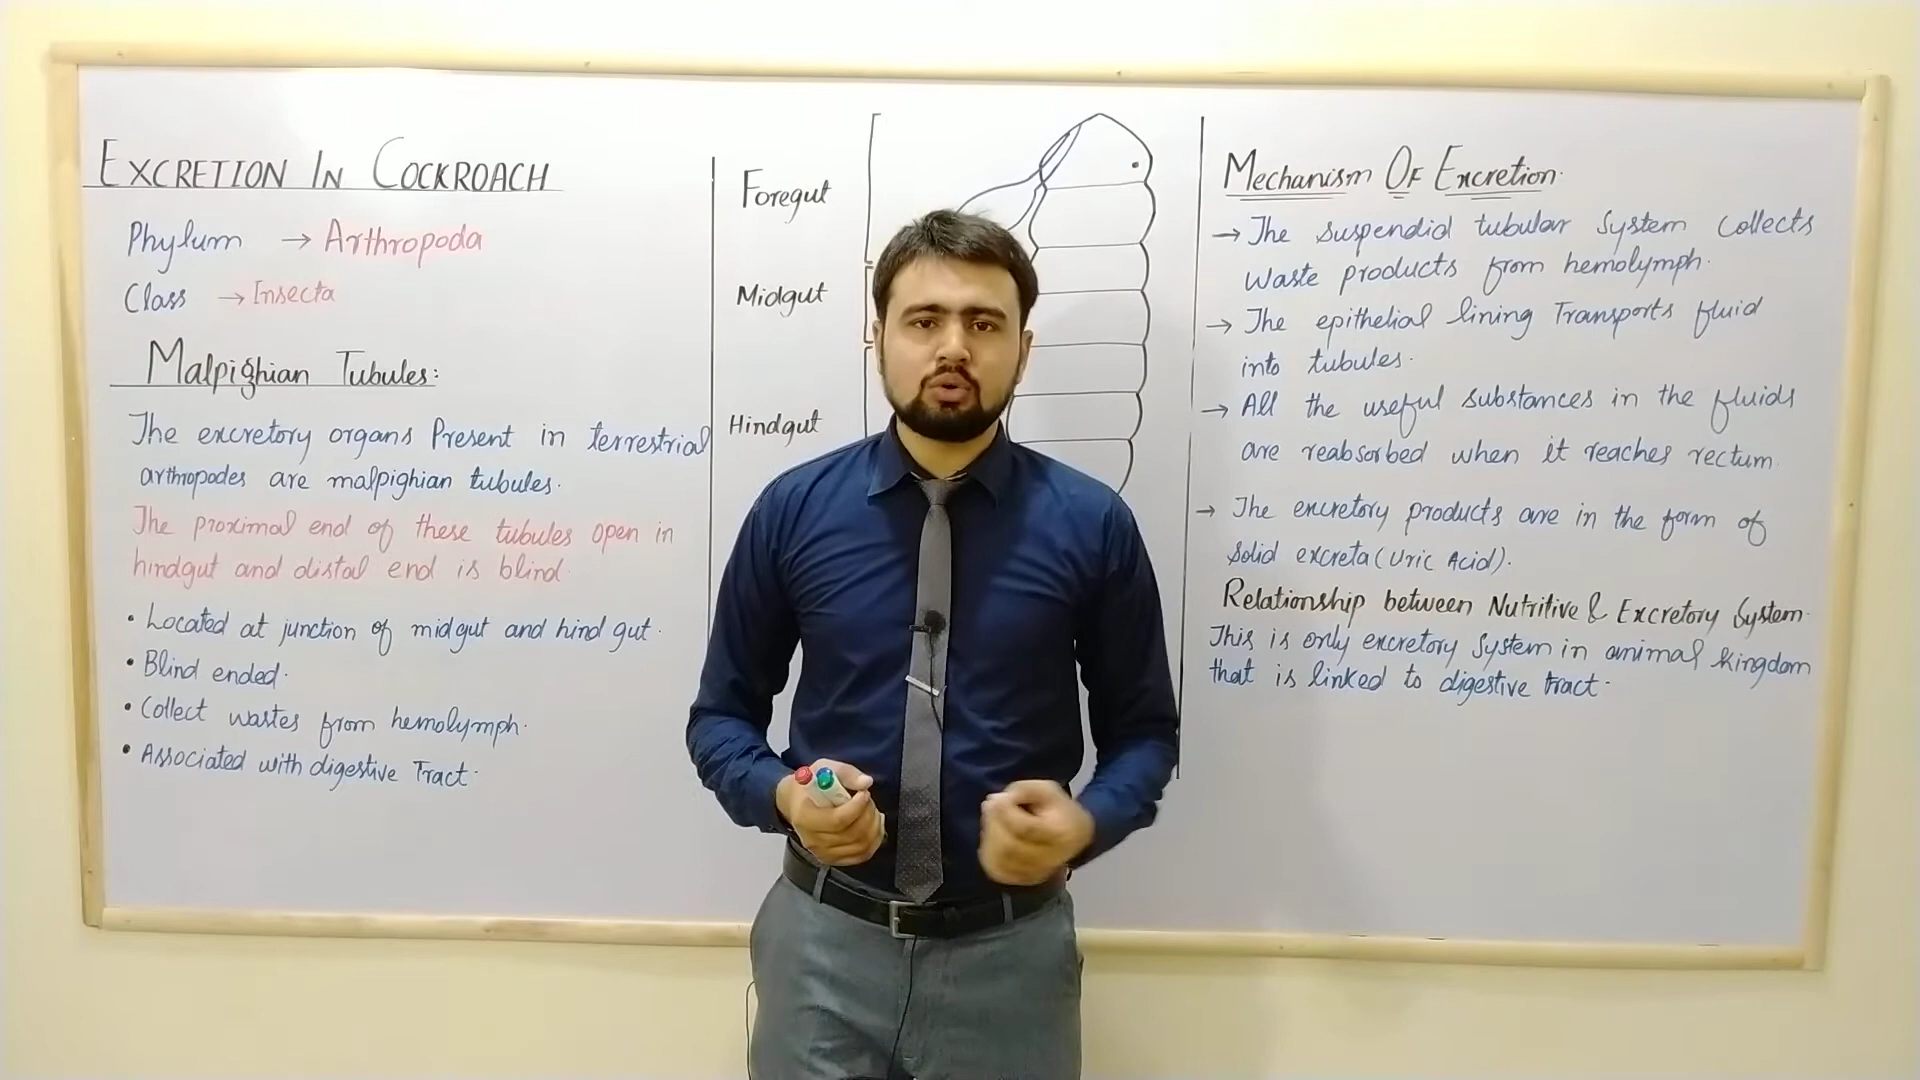 EXCRETION IN COCKROACH
Phylum → Arthropoda
Class → Insecta
Malpighian Tubules:
The excretory organs Present in terrestrial
arthropodes are malpighian tubules.
The proximal end of these tubules open in
hindgut and distal end is blind.
• Located at junction of midgut and hind gut.
• Blind ended.
• Collect wastes from hemolymph.
• Associated with digestive Tract.
Foregut
Midgut
Hindgut
Mechanism Of Excretion.
→ The suspendid tubular System Collects
Waste products from hemolymph.
→ The epithelial lining Transports fluid
into tubules.
→ All the useful substances in the fluids
are reabsorbed when it reaches rectum.
→ The excretory products are in the form of
Solid excreta (Uric Acid).
Relationship between Nutritive & Excretory System.
This is only excretory System in animal kingdom
that is linked to digestive tract.